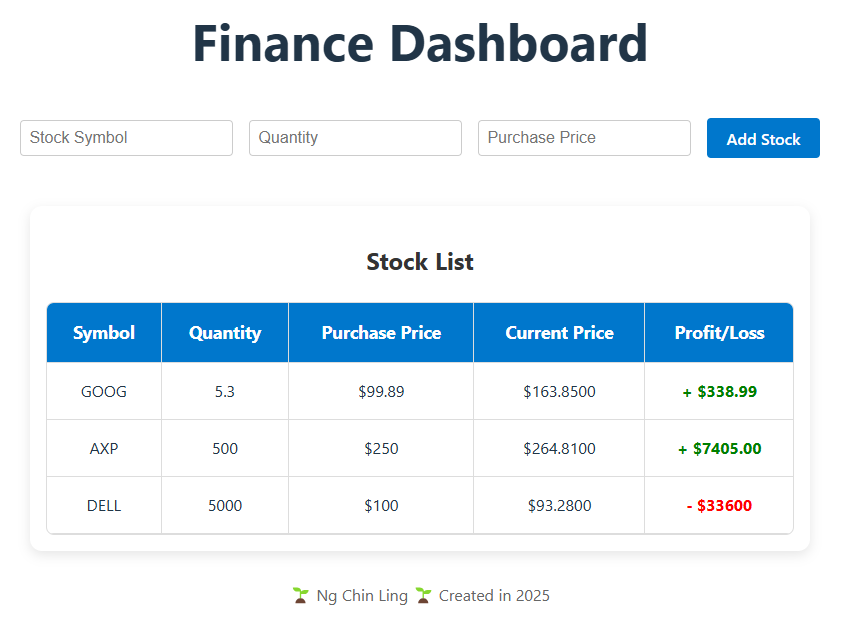 Finance Dashboard
Stock Symbol Quantity Purchase Price Add Stock
Stock List
Symbol Quantity Purchase Price Current Price Profit/Loss
GOOG 5.3 $99.89 $163.8500 + $338.99
AXP 500 $250 $264.8100 + $7405.00
DELL 5000 $100 $93.2800 - $33600
🌱 Ng Chin Ling 🌱 Created in 2025